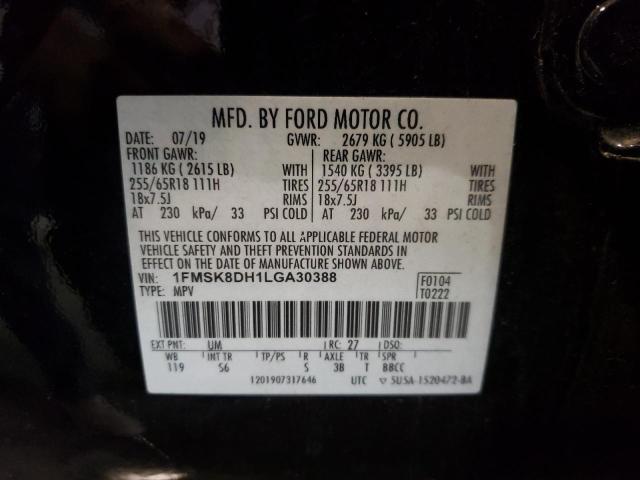 MFD. BY FORD MOTOR CO.
DATE: 07/19 GVWR: 2679 KG ( 5905 LB)
FRONT GAWR: REAR GAWR:
1186 KG ( 2615 LB) WITH 1540 KG ( 3395 LB) WITH
255/65R18 111H TIRES 255/65R18 111H TIRES
18x7.5J RIMS 18x7.5J RIMS
AT 230 kPa/ 33 PSI COLD AT 230 kPa/ 33 PSI COLD
THIS VEHICLE CONFORMS TO ALL APPLICABLE FEDERAL MOTOR
VEHICLE SAFETY AND THEFT PREVENTION STANDARDS IN
EFFECT ON THE DATE OF MANUFACTURE SHOWN ABOVE.
VIN: 1FMSK8DH1LGA30388 F0104
TYPE: MPV T0222
EXT PNT: UM RC: 27 DSO:
WB INT TR TP/PS R AXLE TR SPR
119 S6 S 3B T BBCC
1201907317646 UTC ▽ 5USA-1520472-BA